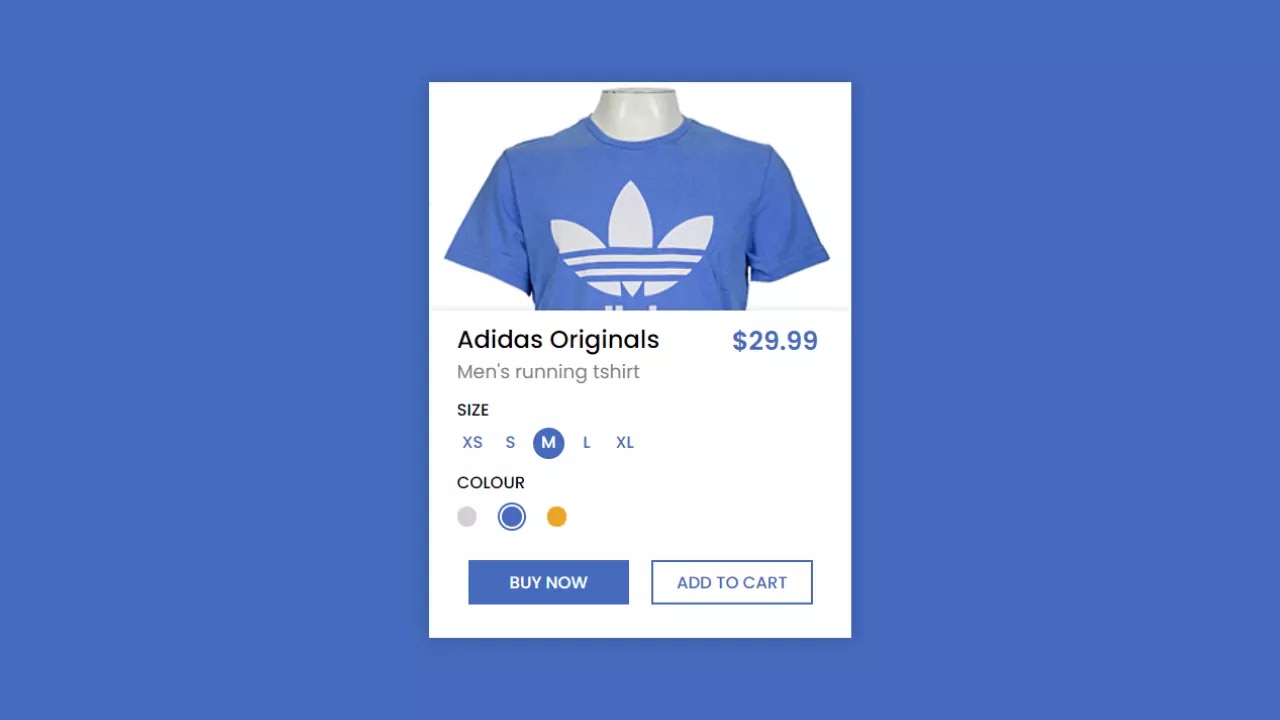 Adidas Originals $29.99
Men's running tshirt
SIZE
XS S M L XL
COLOUR
BUY NOW ADD TO CART